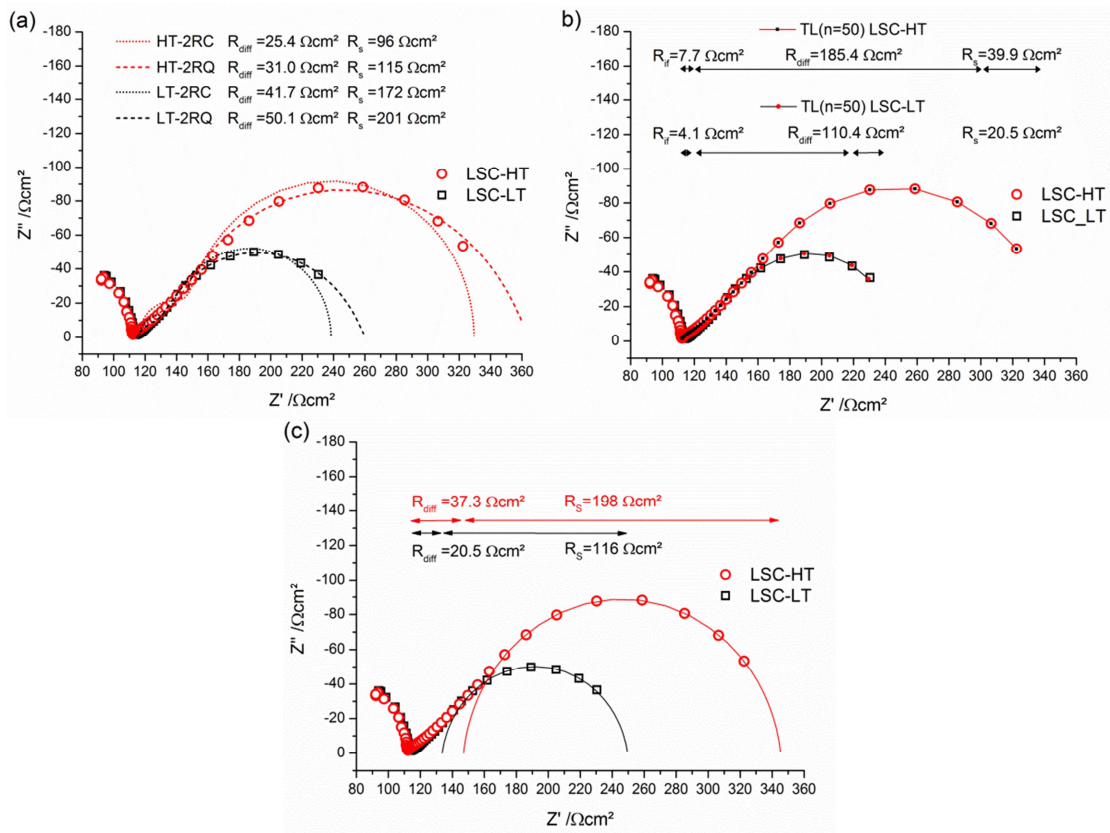 (a)
HT-2RC R_diff =25.4 Ωcm² R_s =96 Ωcm²
HT-2RQ R_diff =31.0 Ωcm² R_s =115 Ωcm²
LT-2RC R_diff =41.7 Ωcm² R_s =172 Ωcm²
LT-2RQ R_diff =50.1 Ωcm² R_s =201 Ωcm²
LSC-HT
LSC-LT
-180
-160
-140
-120
-100
-80
-60
-40
-20
0
Z'' /Ωcm²
80 100 120 140 160 180 200 220 240 260 280 300 320 340 360
Z' /Ωcm²
(b)
TL(n=50) LSC-HT
R_if=7.7 Ωcm² R_diff=185.4 Ωcm² R_s=39.9 Ωcm²
TL(n=50) LSC-LT
R_if=4.1 Ωcm² R_diff=110.4 Ωcm² R_s=20.5 Ωcm²
LSC-HT
LSC_LT
-180
-160
-140
-120
-100
-80
-60
-40
-20
0
Z'' /Ωcm²
80 100 120 140 160 180 200 220 240 260 280 300 320 340 360
Z' /Ωcm²
(c)
R_diff =37.3 Ωcm² R_S=198 Ωcm²
R_diff =20.5 Ωcm² R_S=116 Ωcm²
LSC-HT
LSC-LT
-180
-160
-140
-120
-100
-80
-60
-40
-20
0
Z'' /Ωcm²
80 100 120 140 160 180 200 220 240 260 280 300 320 340 360
Z' /Ωcm²